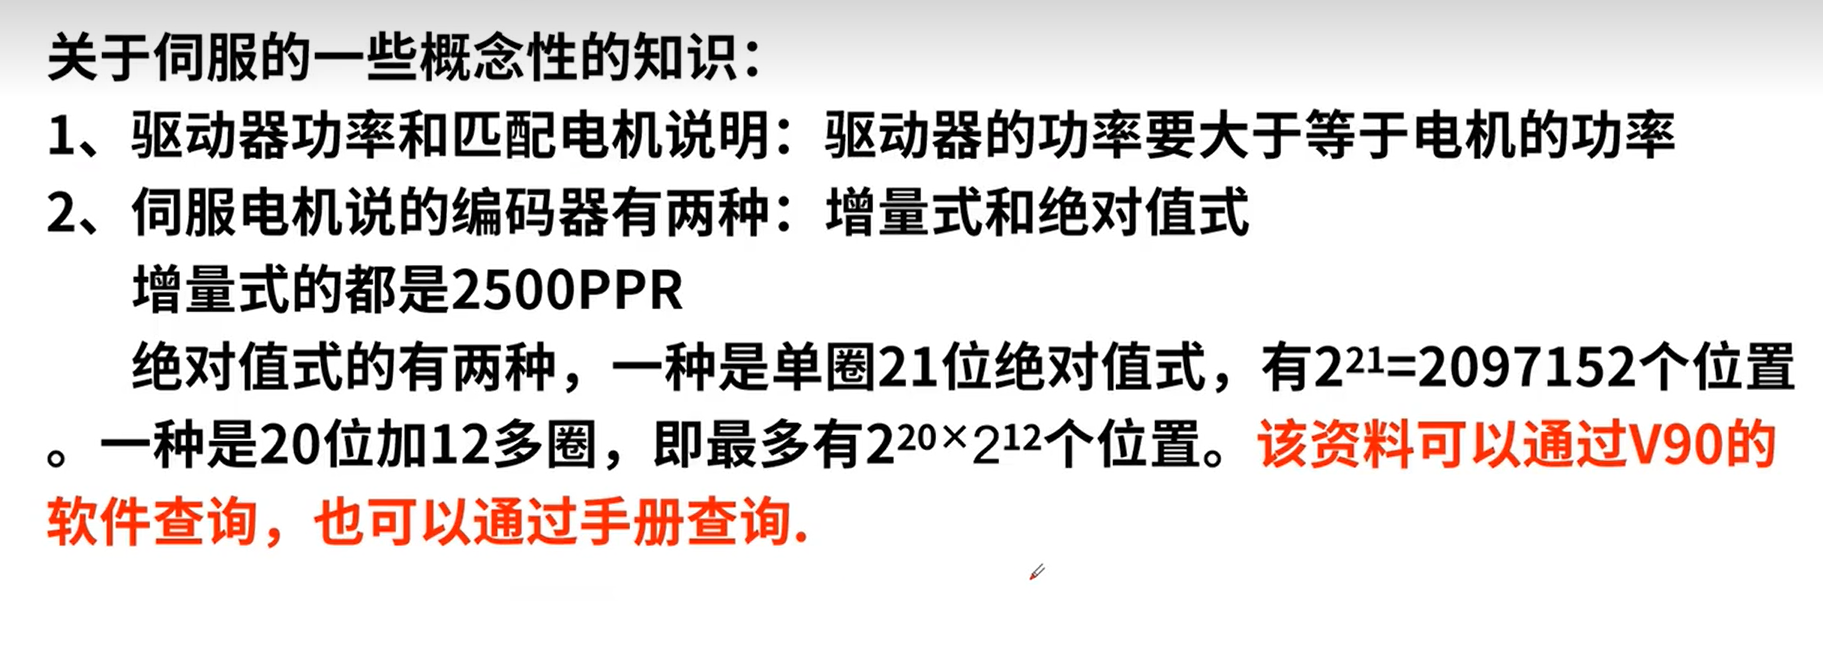 关于伺服的一些概念性的知识：
1、驱动器功率和匹配电机说明：驱动器的功率要大于等于电机的功率
2、伺服电机说的编码器有两种：增量式和绝对值式
增量式的都是2500PPR
绝对值式的有两种，一种是单圈21位绝对值式，有2²¹=2097152个位置
。一种是20位加12多圈，即最多有2²⁰×2¹²个位置。该资料可以通过V90的
软件查询，也可以通过手册查询.